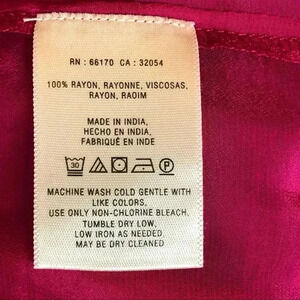 RN : 66170 CA : 32054
100% RAYON, RAYONNE, VISCOSAS,
RAYON, RAOIM
MADE IN INDIA,
HECHO EN INDIA,
FABRIQUÉ EN INDE
30
P
MACHINE WASH COLD GENTLE WITH
LIKE COLORS,
USE ONLY NON-CHLORINE BLEACH.
TUMBLE DRY LOW,
LOW IRON AS NEEDED,
MAY BE DRY CLEANED